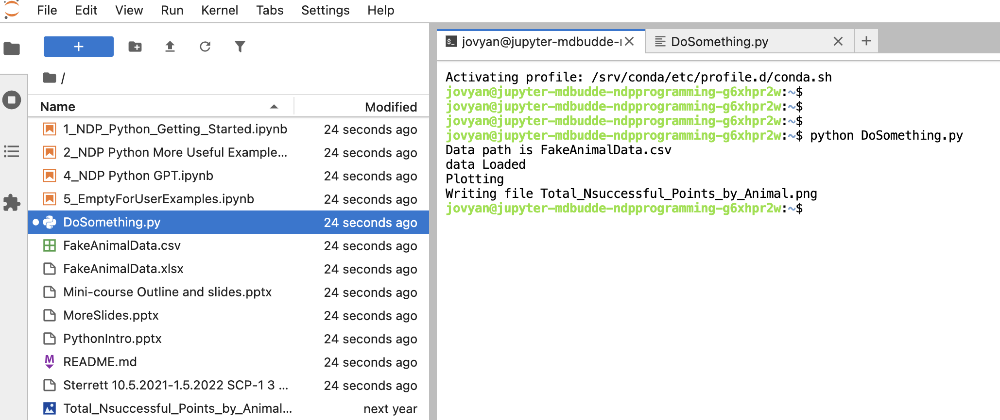 File Edit View Run Kernel Tabs Settings Help
/
Name Modified
1_NDP_Python_Getting_Started.ipynb 24 seconds ago
2_NDP Python More Useful Example... 24 seconds ago
4_NDP Python GPT.ipynb 24 seconds ago
5_EmptyForUserExamples.ipynb 24 seconds ago
DoSomething.py 24 seconds ago
FakeAnimalData.csv 24 seconds ago
FakeAnimalData.xlsx 24 seconds ago
Mini-course Outline and slides.pptx 24 seconds ago
MoreSlides.pptx 24 seconds ago
PythonIntro.pptx 24 seconds ago
README.md 24 seconds ago
Sterrett 10.5.2021-1.5.2022 SCP-1 3 ... 24 seconds ago
Total_Nsuccessful_Points_by_Animal... next year
jovyan@jupyter-mdbudde-r DoSomething.py
Activating profile: /srv/conda/etc/profile.d/conda.sh
jovyan@jupyter-mdbudde-ndpprogramming-g6xhpr2w:~$
jovyan@jupyter-mdbudde-ndpprogramming-g6xhpr2w:~$
jovyan@jupyter-mdbudde-ndpprogramming-g6xhpr2w:~$
jovyan@jupyter-mdbudde-ndpprogramming-g6xhpr2w:~$ python DoSomething.py
Data path is FakeAnimalData.csv
data Loaded
Plotting
Writing file Total_Nsuccessful_Points_by_Animal.png
jovyan@jupyter-mdbudde-ndpprogramming-g6xhpr2w:~$